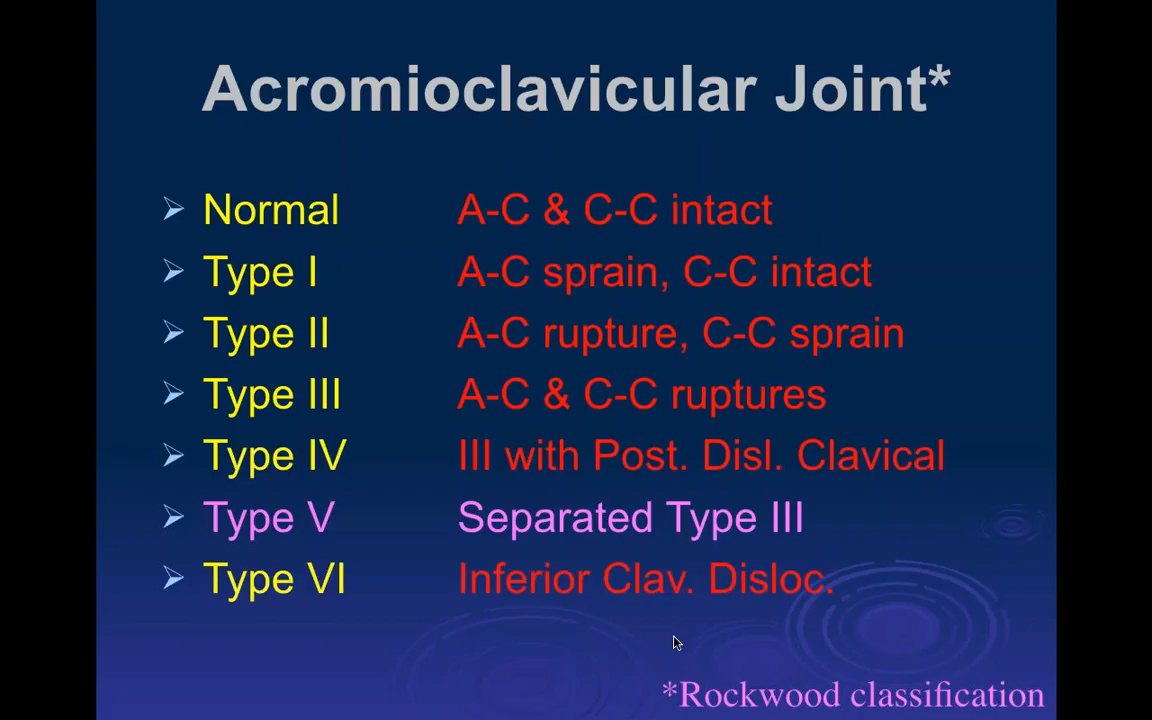 Acromioclavicular Joint*
Normal A-C & C-C intact
Type I A-C sprain, C-C intact
Type II A-C rupture, C-C sprain
Type III A-C & C-C ruptures
Type IV III with Post. Disl. Clavical
Type V Separated Type III
Type VI Inferior Clav. Disloc.
*Rockwood classification